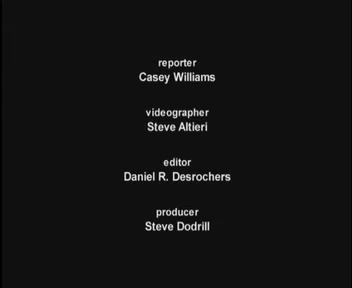 reporter
Casey Williams
videographer
Steve Altieri
editor
Daniel R. Desrochers
producer
Steve Dodrill